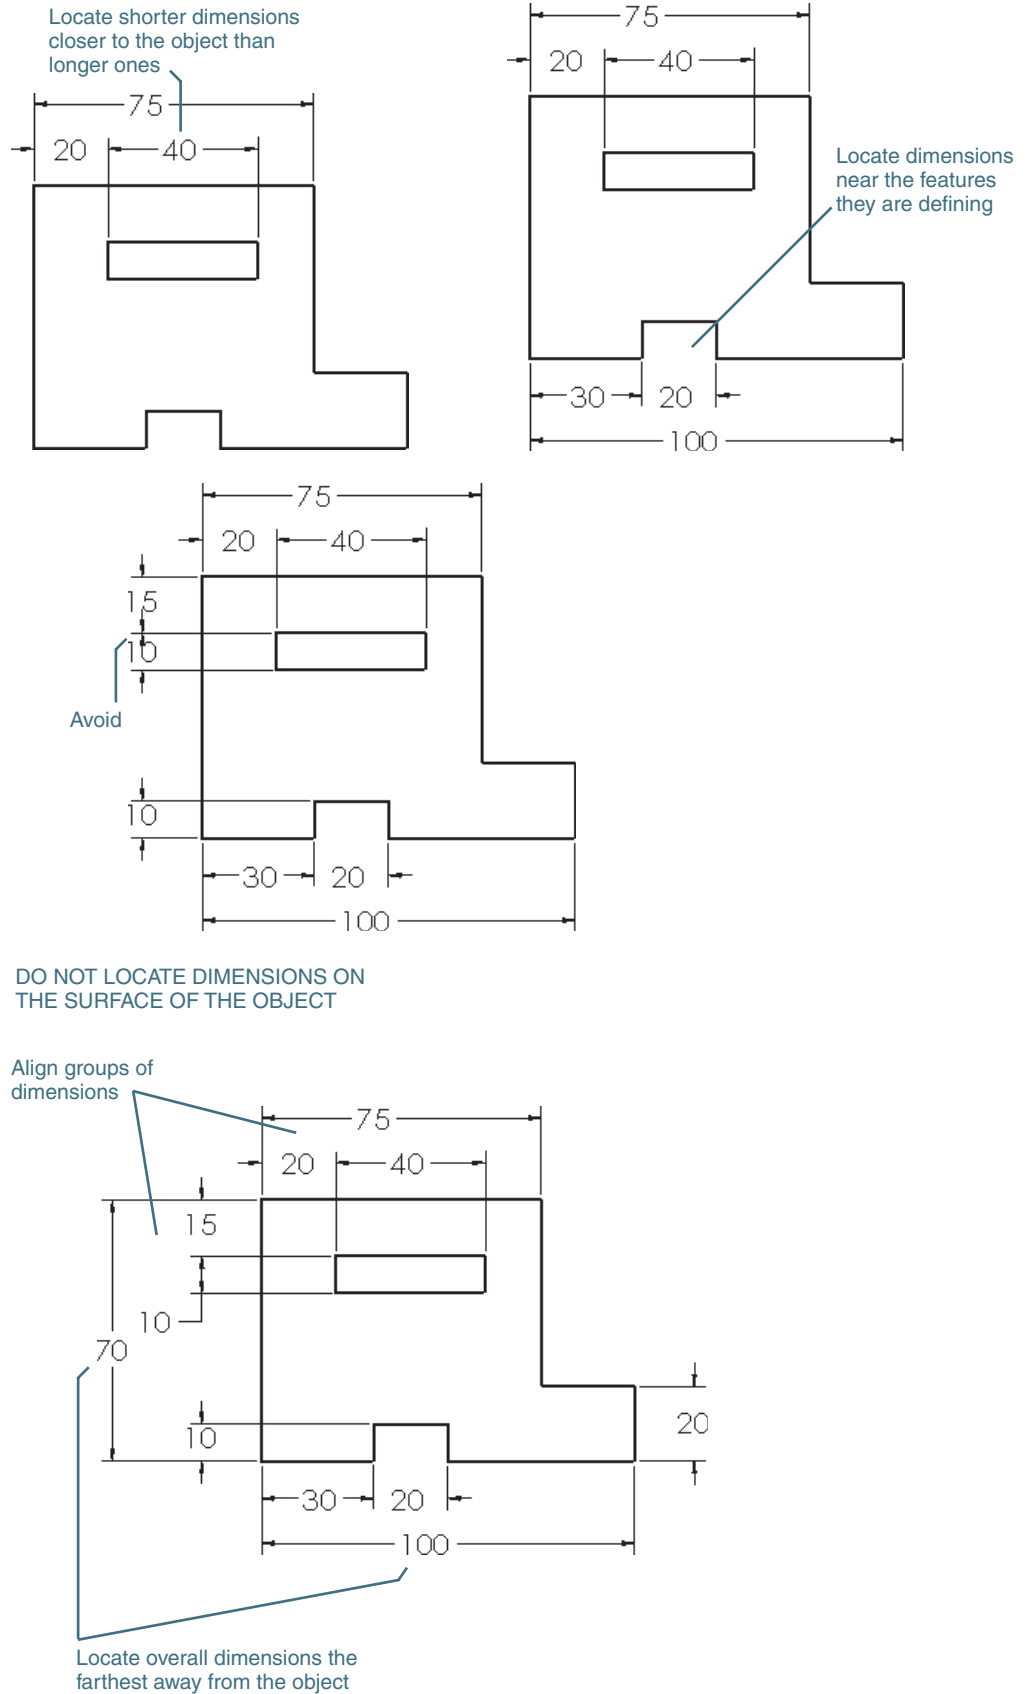 Locate shorter dimensions
closer to the object than
longer ones
75
20 40
75
20 40
Locate dimensions
near the features
they are defining
30 20
100
75
20 40
15
10
Avoid
10
30 20
100
DO NOT LOCATE DIMENSIONS ON
THE SURFACE OF THE OBJECT
Align groups of
dimensions
75
20 40
15
10
70
20
10
30 20
100
Locate overall dimensions the
farthest away from the object